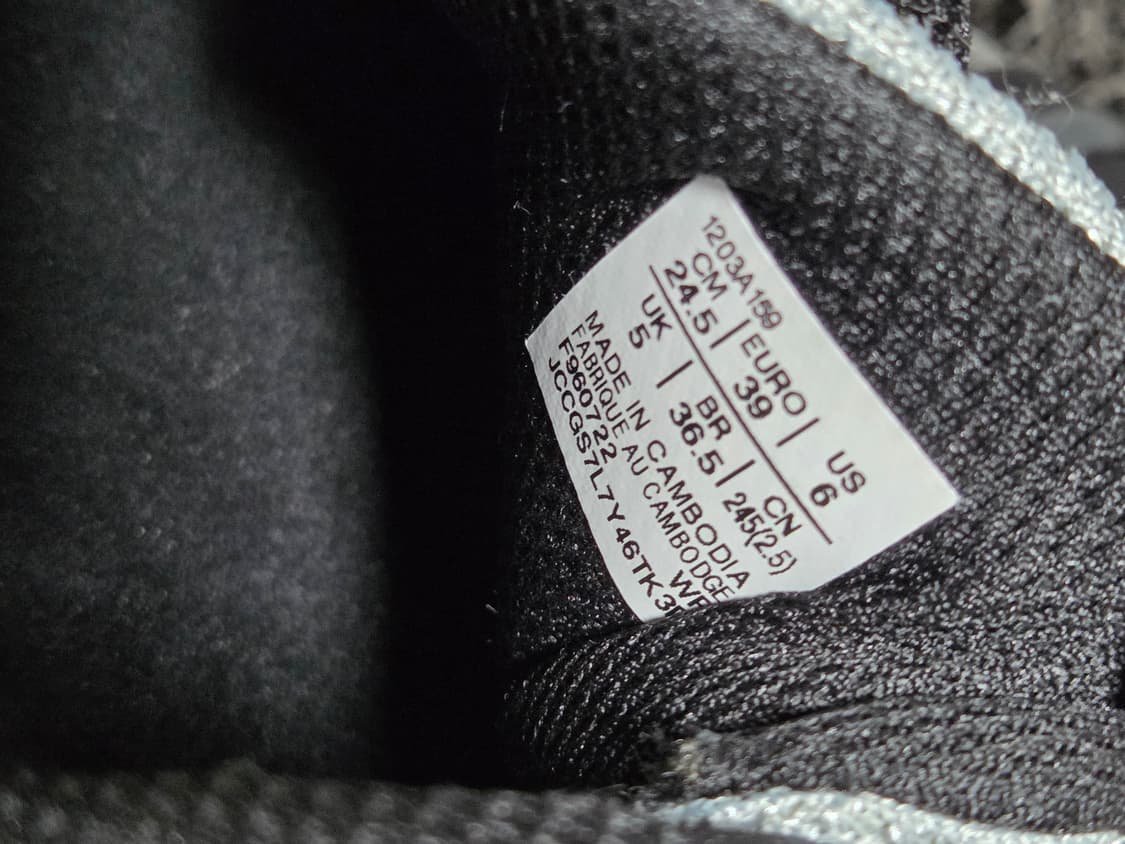 1203A159
CM | EURO | US
24.5 | 39 | 6
UK | BR | CN
5 | 36.5 | 245(2.5)
MADE IN CAMBODIA
FABRIQUE AU CAMBODGE
F960722
JCCGS7L7Y46TK3